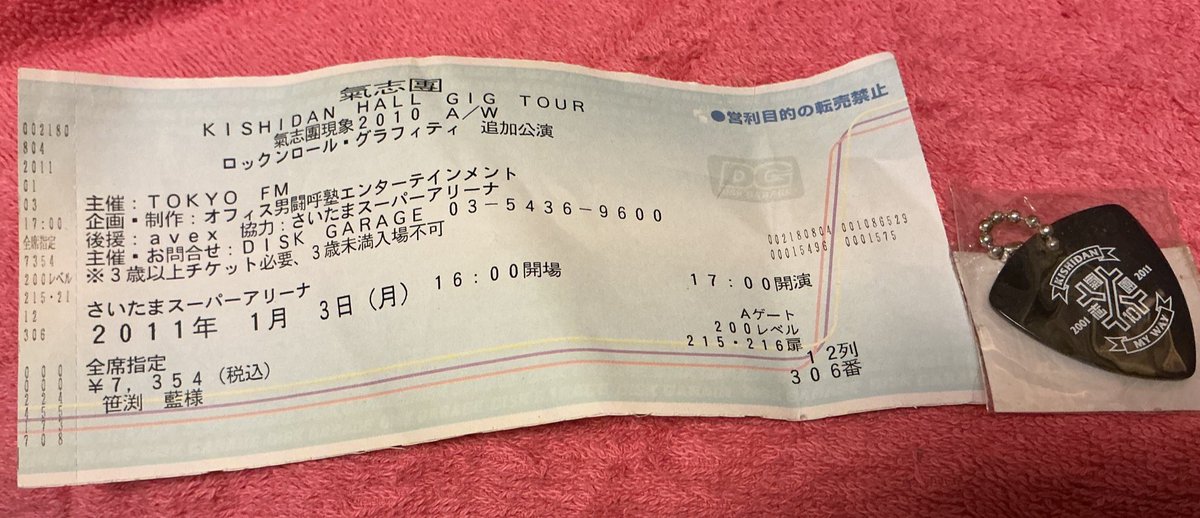 氣志團
KISHIDAN HALL GIG TOUR
氣志團現象2010 A/W
ロックンロール・グラフィティ 追加公演
主催：TOKYO FM
企画・制作：オフィス男闘呼塾エンターテインメント
後援：avex 協力：さいたまスーパーアリーナ
主催・お問合せ：DISK GARAGE 03-5436-9600
※3歳以上チケット必要、3歳未満入場不可
さいたまスーパーアリーナ 16:00開場 17:00開演
2011年 1月 3日（月）
全席指定
¥7,354（税込）
笹渕 藍様
●営利目的の転売禁止
DG
DISK GARAGE
002180804 001086529
00015496 0001575
Aゲート
200レベル
215・216扉
12列
306番
002180
804
2011
01
03
17:00
全席指定
7354
200レベル
215・21
12
306
KISHIDAN
2001 2011
MY WAY